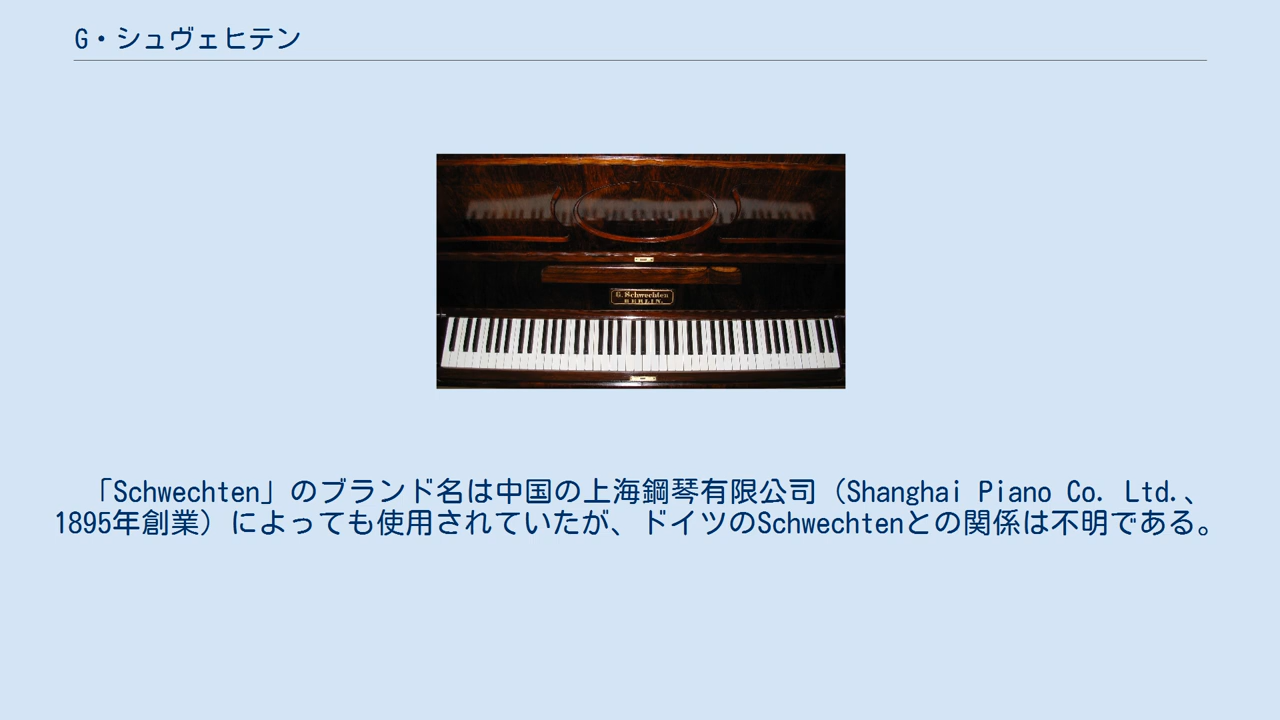 G・シュヴェヒテン
G. Schwechten
BERLIN.
「Schwechten」のブランド名は中国の上海鋼琴有限公司（Shanghai Piano Co. Ltd.、
1895年創業）によっても使用されていたが、ドイツのSchwechtenとの関係は不明である。